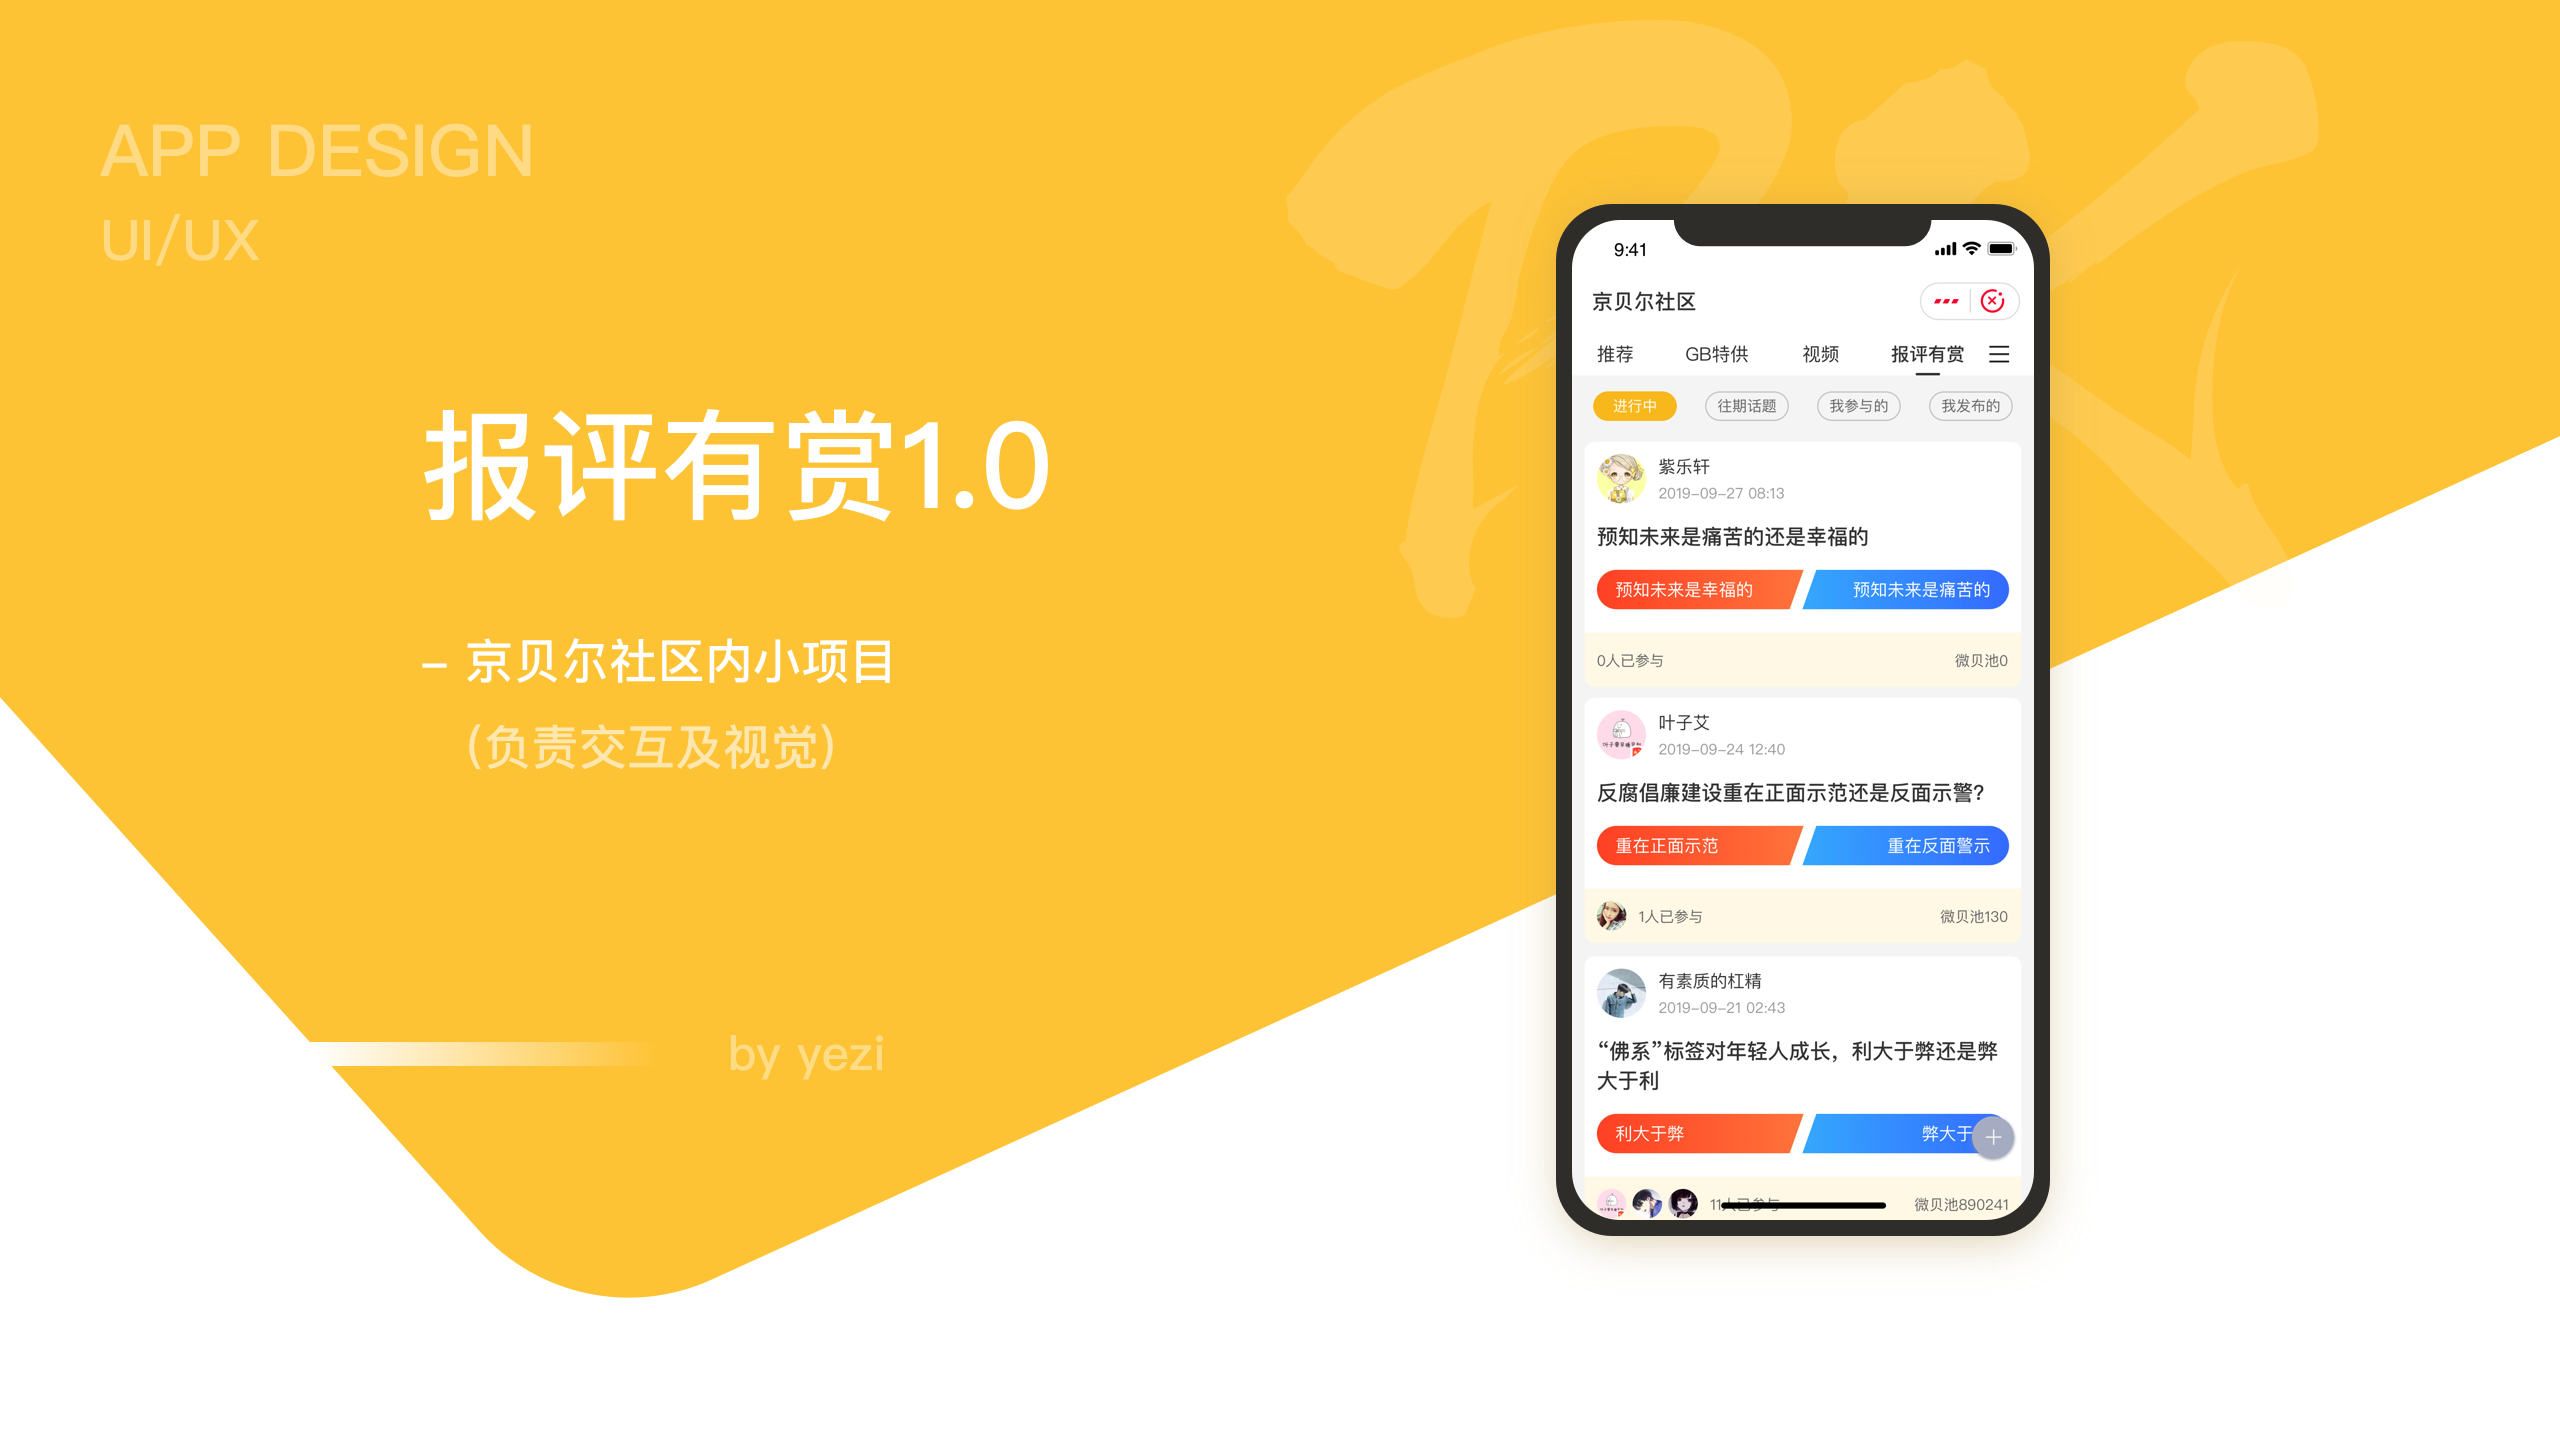 APP DESIGN
UI/UX
报评有赏1.0
– 京贝尔社区内小项目
(负责交互及视觉)
by yezi
9:41
京贝尔社区
推荐 GB特供 视频 报评有赏
进行中 往期话题 我参与的 我发布的
紫乐轩
2019-09-27 08:13
预知未来是痛苦的还是幸福的
预知未来是幸福的 预知未来是痛苦的
0人已参与 微贝池0
叶子艾
2019-09-24 12:40
反腐倡廉建设重在正面示范还是反面示警?
重在正面示范 重在反面警示
1人已参与 微贝池130
有素质的杠精
2019-09-21 02:43
“佛系”标签对年轻人成长，利大于弊还是弊
大于利
利大于弊 弊大于
11人已参与 微贝池890241